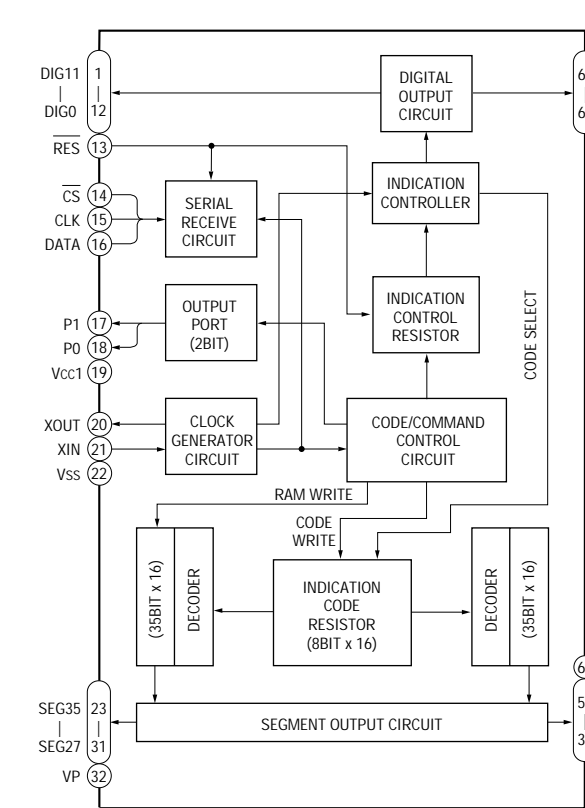 DIG11 1
|
DIG0 12
RES 13
CS 14
CLK 15
DATA 16
P1 17
P0 18
Vcc1 19
XOUT 20
XIN 21
Vss 22
SEG35 23
|
SEG27 31
VP 32
DIGITAL
OUTPUT
CIRCUIT
INDICATION
CONTROLLER
SERIAL
RECEIVE
CIRCUIT
OUTPUT
PORT
(2BIT)
INDICATION
CONTROL
RESISTOR
CODE SELECT
CLOCK
GENERATOR
CIRCUIT
CODE/COMMAND
CONTROL
CIRCUIT
RAM WRITE
CODE
WRITE
(35BIT x 16)
DECODER
INDICATION
CODE
RESISTOR
(8BIT x 16)
DECODER
(35BIT x 16)
SEGMENT OUTPUT CIRCUIT